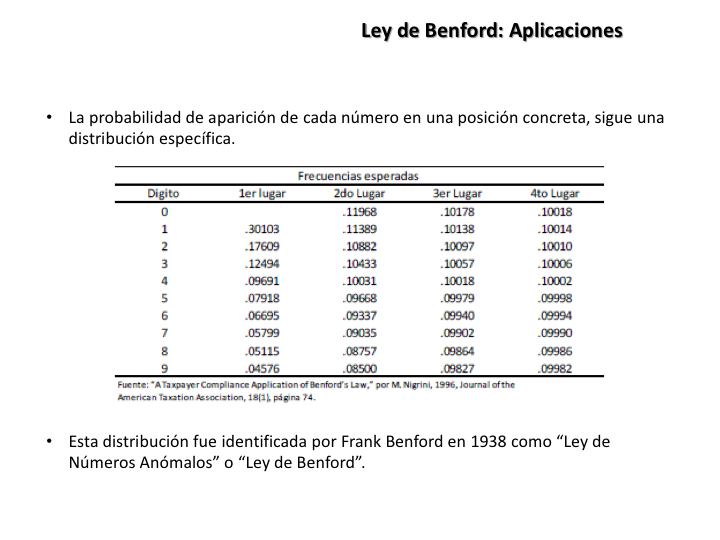 Ley de Benford: Aplicaciones
• La probabilidad de aparición de cada número en una posición concreta, sigue una
distribución específica.
Frecuencias esperadas
Digito 1er lugar 2do Lugar 3er Lugar 4to Lugar
0 .11968 .10178 .10018
1 .30103 .11389 .10138 .10014
2 .17609 .10882 .10097 .10010
3 .12494 .10433 .10057 .10006
4 .09691 .10031 .10018 .10002
5 .07918 .09668 .09979 .09998
6 .06695 .09337 .09940 .09994
7 .05799 .09035 .09902 .09990
8 .05115 .08757 .09864 .09986
9 .04576 .08500 .09827 .09982
Fuente: “A Taxpayer Compliance Application of Benford’s Law,” por M. Nigrini, 1996, Journal of the
American Taxation Association, 18(1), página 74.
• Esta distribución fue identificada por Frank Benford en 1938 como “Ley de
Números Anómalos” o “Ley de Benford”.